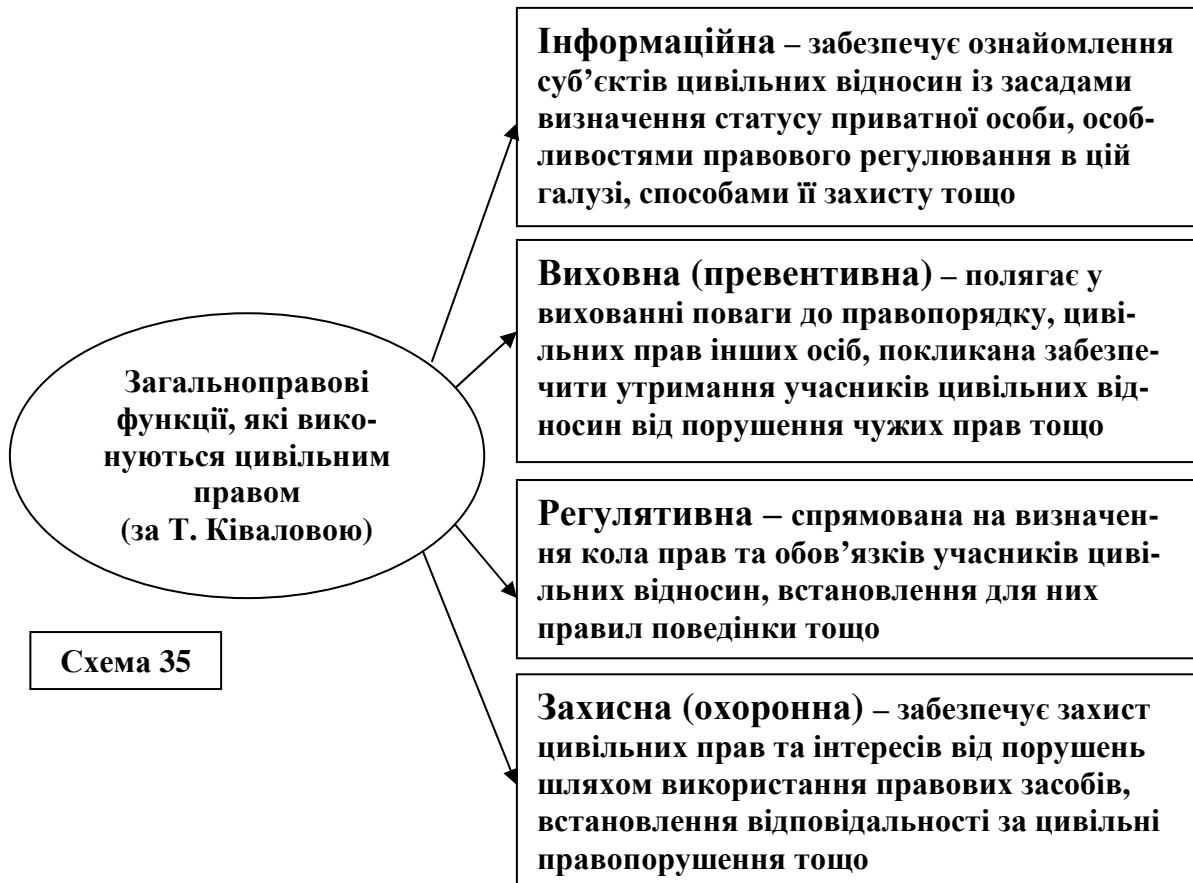 Загальноправові
функції, які вико-
нуються цивільним
правом
(за Т. Ківаловою)
Інформаційна – забезпечує ознайомлення
суб’єктів цивільних відносин із засадами
визначення статусу приватної особи, особ-
ливостями правового регулювання в цій
галузі, способами її захисту тощо
Виховна (превентивна) – полягає у
вихованні поваги до правопорядку, циві-
льних прав інших осіб, покликана забезпе-
чити утримання учасників цивільних від-
носин від порушення чужих прав тощо
Регулятивна – спрямована на визначен-
ня кола прав та обов’язків учасників циві-
льних відносин, встановлення для них
правил поведінки тощо
Захисна (охоронна) – забезпечує захист
цивільних прав та інтересів від порушень
шляхом використання правових засобів,
встановлення відповідальності за цивільні
правопорушення тощо
Схема 35